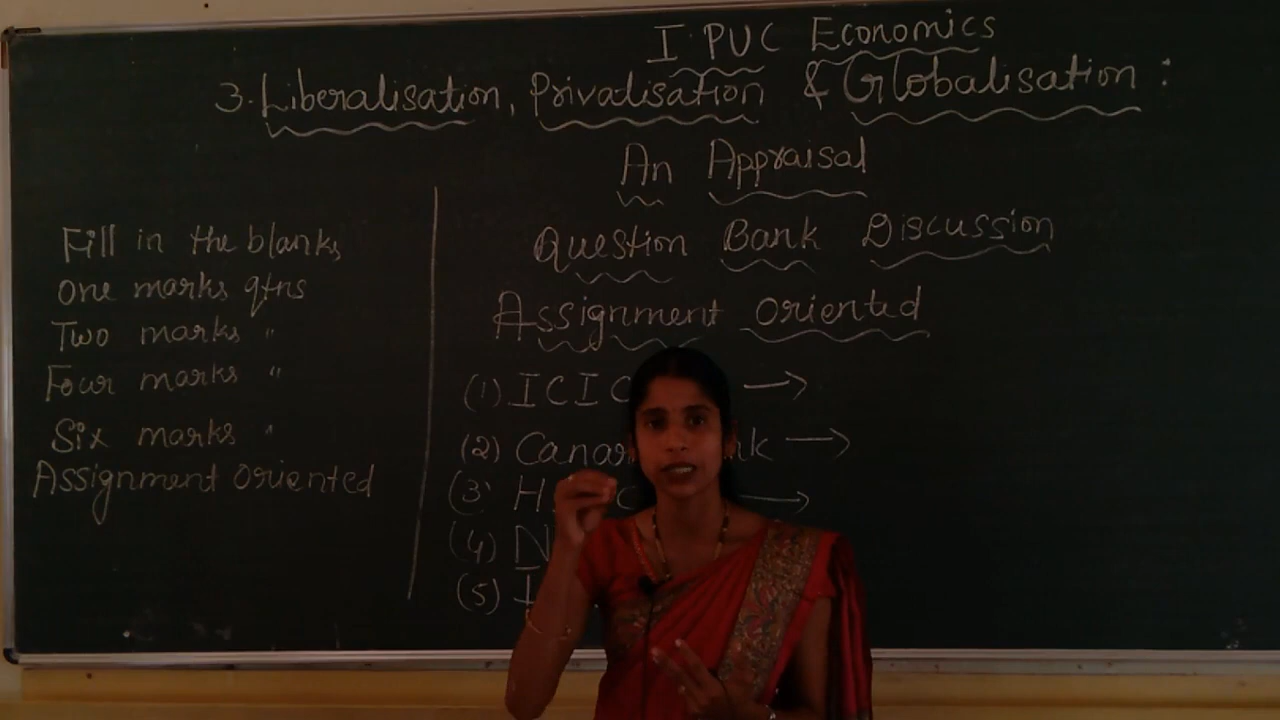 I PUC Economics
3. Liberalisation, Privatisation & Globalisation :
An Appraisal
Question Bank Discussion
Assignment oriented
(1) ICIC →
(2) Canar k →
(3) H C →
(4) N
(5) I
Fill in the blanks
one marks qtns
Two marks "
Four marks "
Six marks "
Assignment oriented